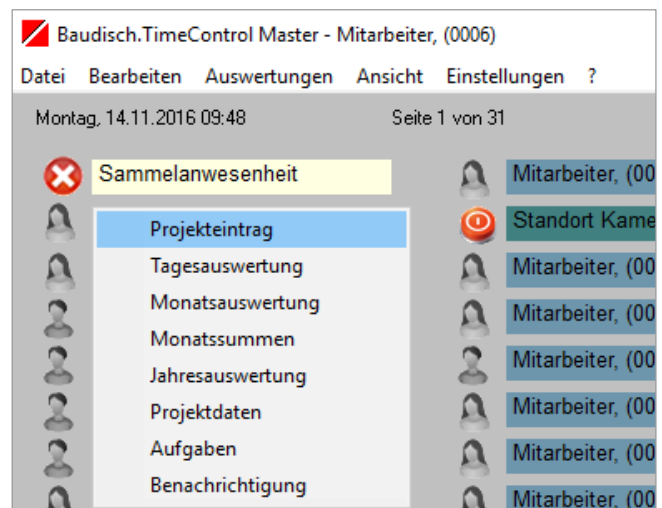 Baudisch.TimeControl Master - Mitarbeiter, (0006)
Datei Bearbeiten Auswertungen Ansicht Einstellungen ?
Montag, 14.11.2016 09:48 Seite 1 von 31
Sammelanwesenheit
Projekteintrag
Tagesauswertung
Monatsauswertung
Monatssummen
Jahresauswertung
Projektdaten
Aufgaben
Benachrichtigung
Mitarbeiter, (00
Standort Kame
Mitarbeiter, (00
Mitarbeiter, (00
Mitarbeiter, (00
Mitarbeiter, (00
Mitarbeiter, (00
Mitarbeiter, (00